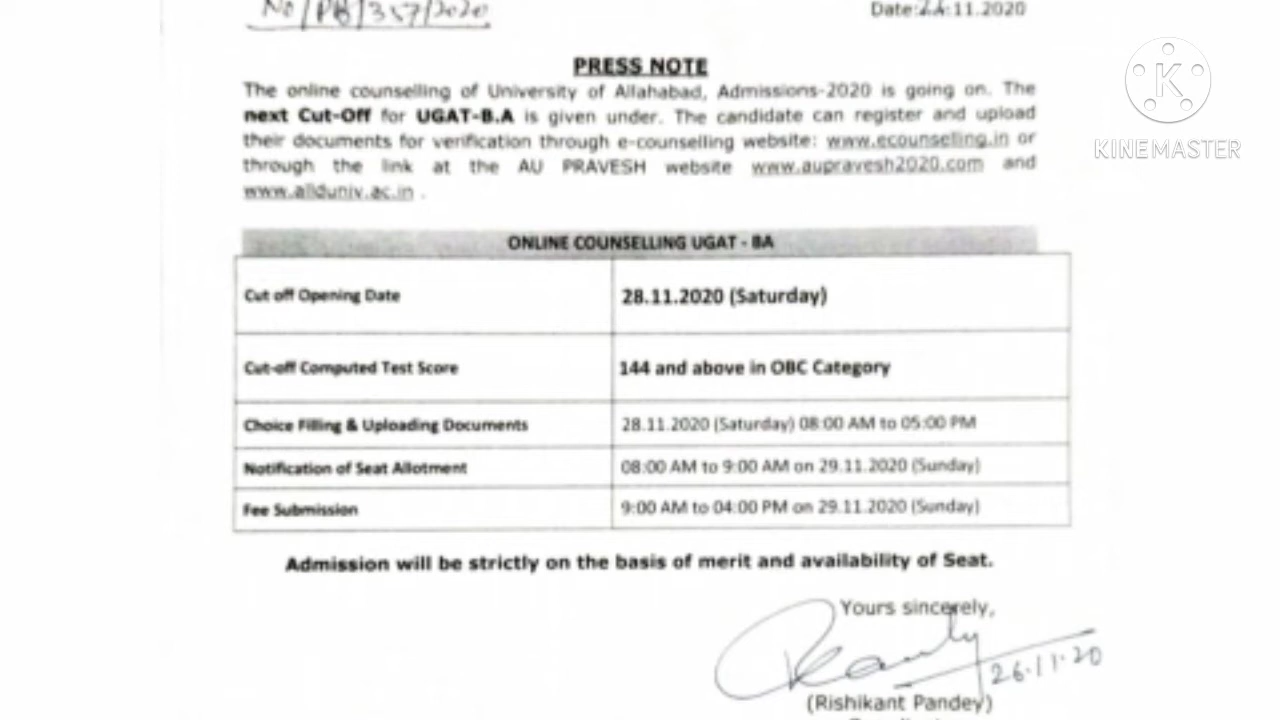 No/PB/357/2020
Date:26.11.2020
PRESS NOTE
The online counselling of University of Allahabad, Admissions-2020 is going on. The
next Cut-Off for UGAT-B.A is given under. The candidate can register and upload
their documents for verification through e-counselling website: www.ecounselling.in or
through the link at the AU PRAVESH website www.aupravesh2020.com and
www.allduniv.ac.in .
ONLINE COUNSELLING UGAT - BA
Cut off Opening Date 28.11.2020 (Saturday)
Cut-off Computed Test Score 144 and above in OBC Category
Choice Filling & Uploading Documents 28.11.2020 (Saturday) 08:00 AM to 05:00 PM
Notification of Seat Allotment 08:00 AM to 9:00 AM on 29.11.2020 (Sunday)
Fee Submission 9:00 AM to 04:00 PM on 29.11.2020 (Sunday)
Admission will be strictly on the basis of merit and availability of Seat.
Yours sincerely,
26.11.20
(Rishikant Pandey)
K
KINEMASTER